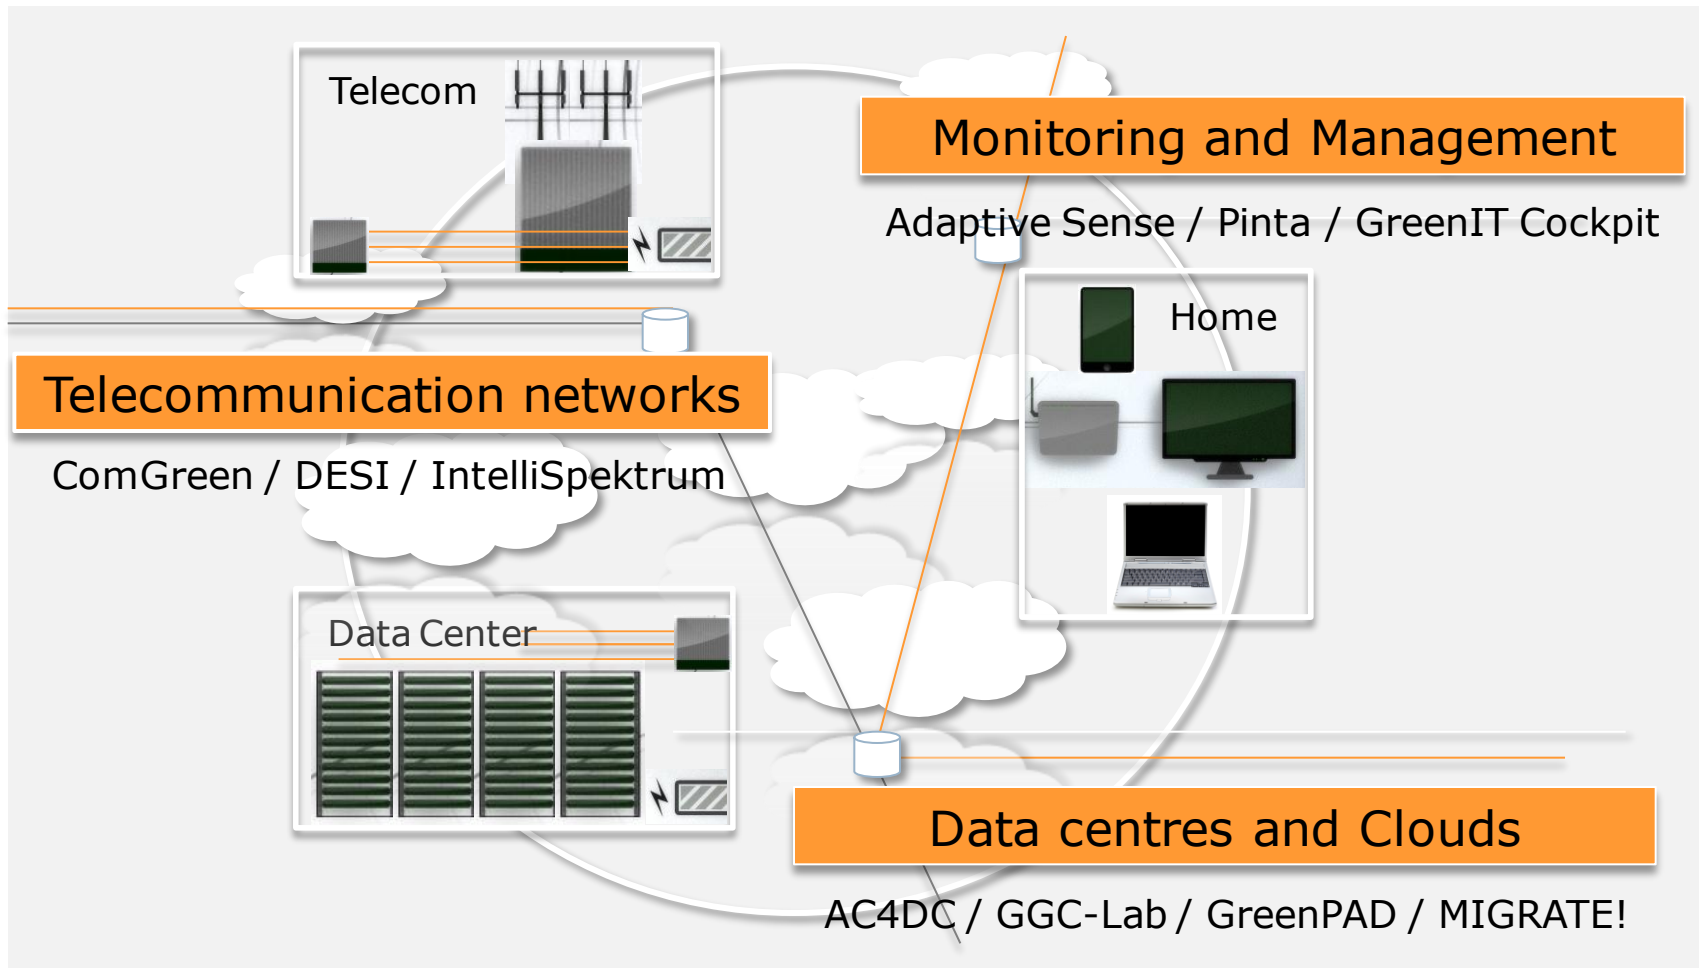 Telecom
Monitoring and Management
Adaptive Sense / Pinta / GreenIT Cockpit
Home
Telecommunication networks
ComGreen / DESI / IntelliSpektrum
Data Center
Data centres and Clouds
AC4DC / GGC-Lab / GreenPAD / MIGRATE!